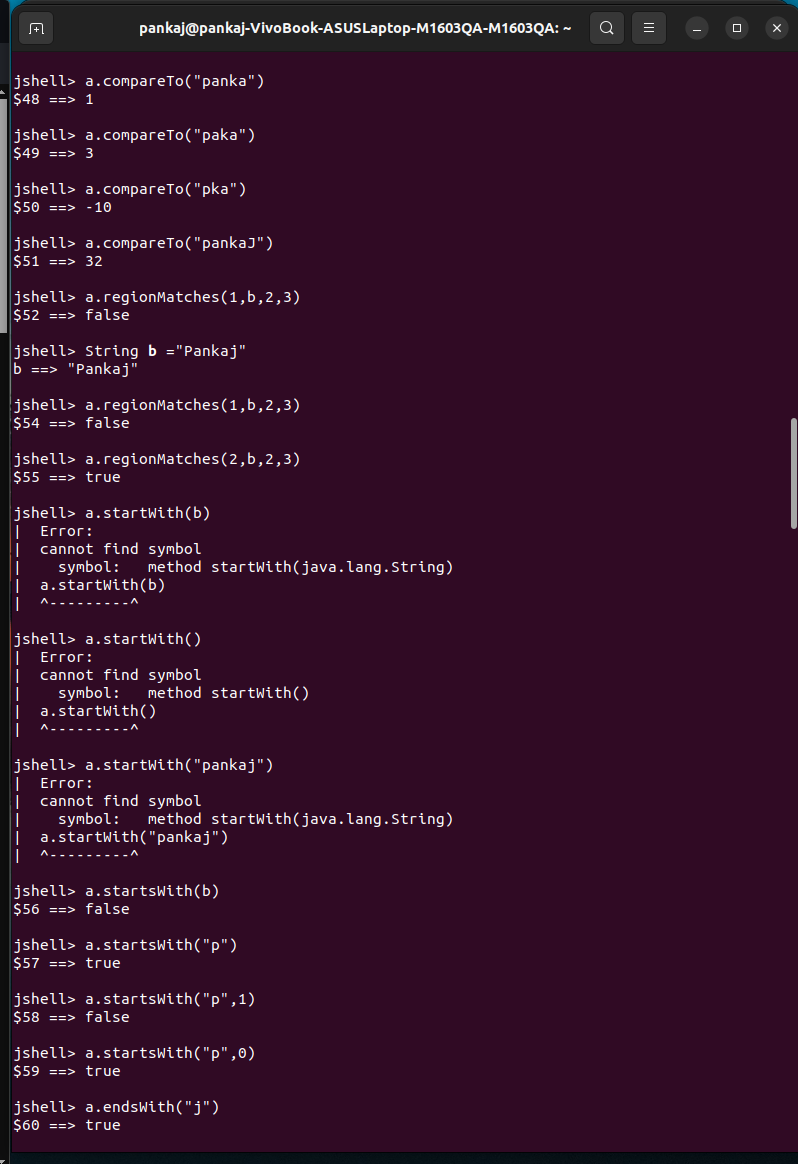 pankaj@pankaj-VivoBook-ASUSLaptop-M1603QA-M1603QA: ~
jshell> a.compareTo("panka")
$48 ==> 1
jshell> a.compareTo("paka")
$49 ==> 3
jshell> a.compareTo("pka")
$50 ==> -10
jshell> a.compareTo("pankaJ")
$51 ==> 32
jshell> a.regionMatches(1,b,2,3)
$52 ==> false
jshell> String b ="Pankaj"
b ==> "Pankaj"
jshell> a.regionMatches(1,b,2,3)
$54 ==> false
jshell> a.regionMatches(2,b,2,3)
$55 ==> true
jshell> a.startWith(b)
|  Error:
|  cannot find symbol
|    symbol:   method startWith(java.lang.String)
|  a.startWith(b)
|  ^---------^
jshell> a.startWith()
|  Error:
|  cannot find symbol
|    symbol:   method startWith()
|  a.startWith()
|  ^---------^
jshell> a.startWith("pankaj")
|  Error:
|  cannot find symbol
|    symbol:   method startWith(java.lang.String)
|  a.startWith("pankaj")
|  ^---------^
jshell> a.startsWith(b)
$56 ==> false
jshell> a.startsWith("p")
$57 ==> true
jshell> a.startsWith("p",1)
$58 ==> false
jshell> a.startsWith("p",0)
$59 ==> true
jshell> a.endsWith("j")
$60 ==> true